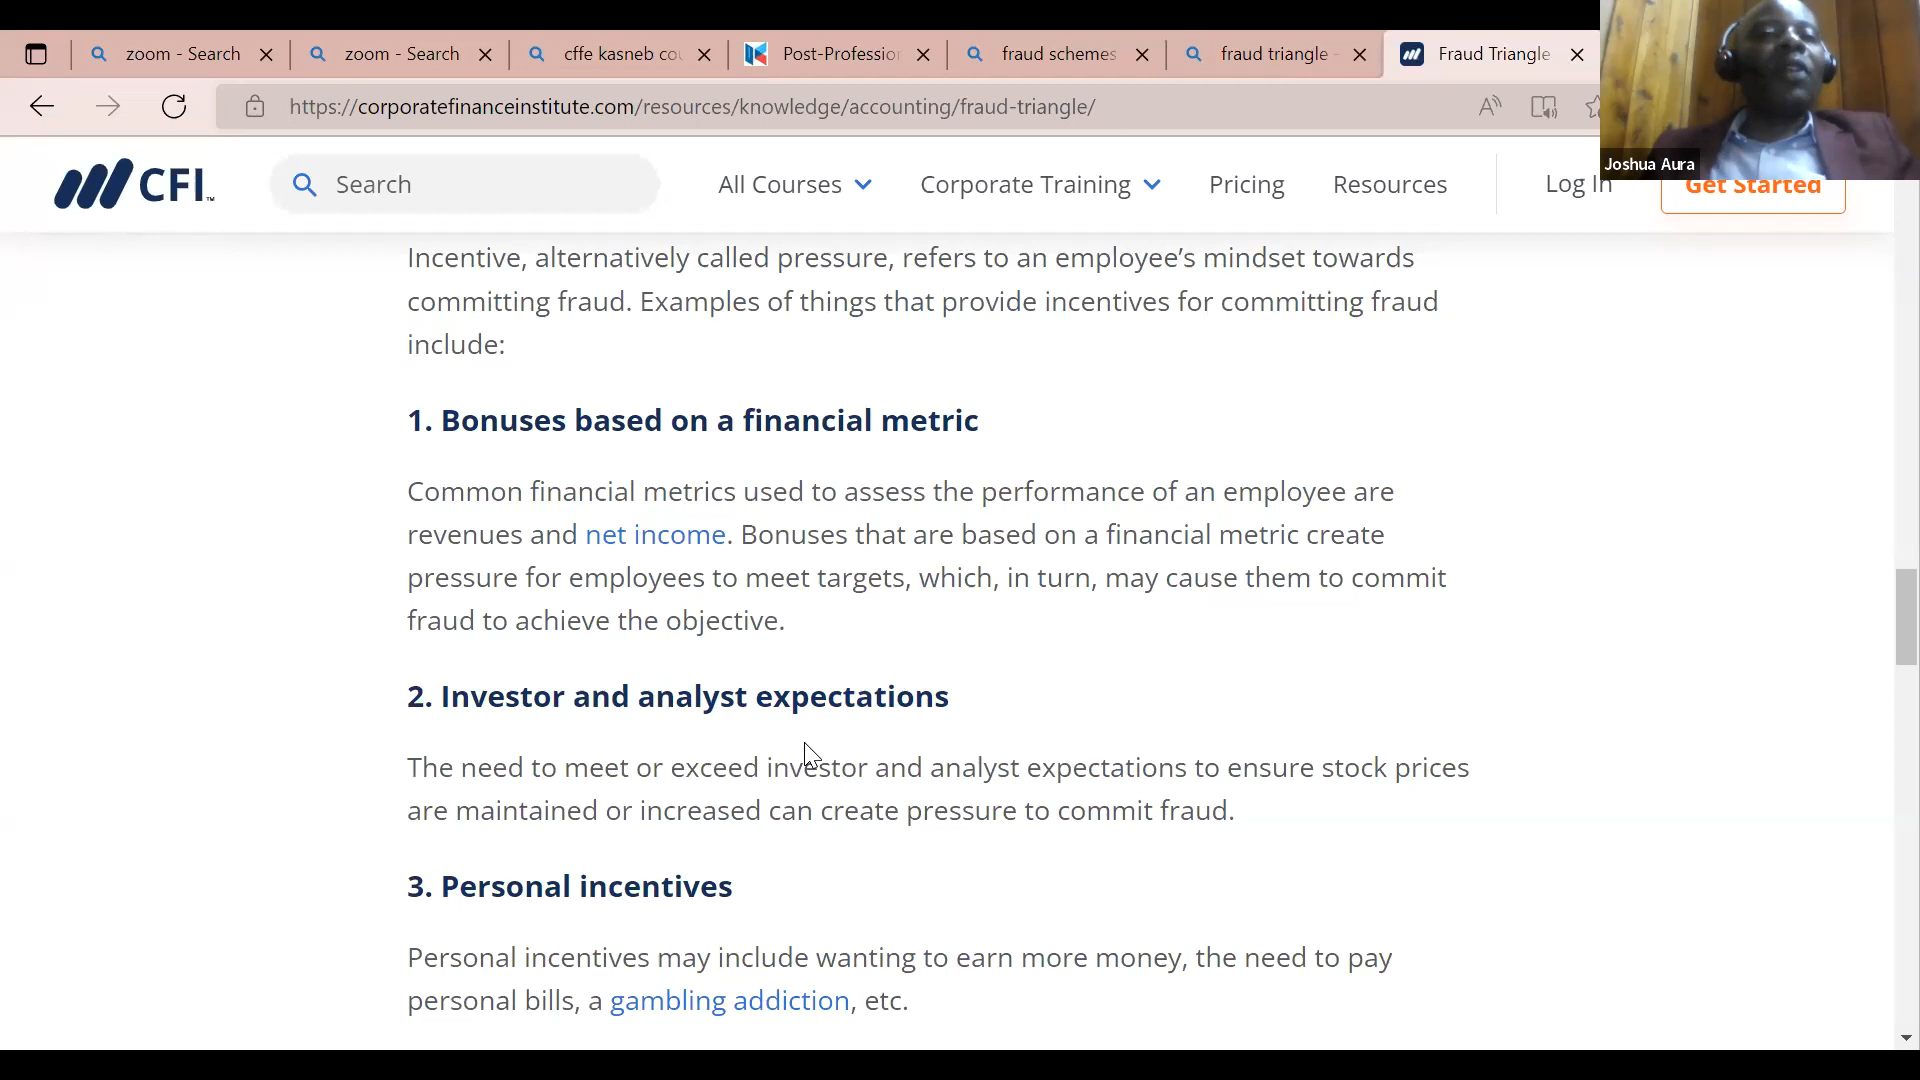 zoom - Search
zoom - Search
cffe kasneb co
Post-Professio
fraud schemes
fraud triangle -
Fraud Triangle
https://corporatefinanceinstitute.com/resources/knowledge/accounting/fraud-triangle/
Joshua Aura
CFI™
Search
All Courses
Corporate Training
Pricing
Resources
Log In
Get Started
Incentive, alternatively called pressure, refers to an employee’s mindset towards
committing fraud. Examples of things that provide incentives for committing fraud
include:
1. Bonuses based on a financial metric
Common financial metrics used to assess the performance of an employee are
revenues and net income. Bonuses that are based on a financial metric create
pressure for employees to meet targets, which, in turn, may cause them to commit
fraud to achieve the objective.
2. Investor and analyst expectations
The need to meet or exceed investor and analyst expectations to ensure stock prices
are maintained or increased can create pressure to commit fraud.
3. Personal incentives
Personal incentives may include wanting to earn more money, the need to pay
personal bills, a gambling addiction, etc.